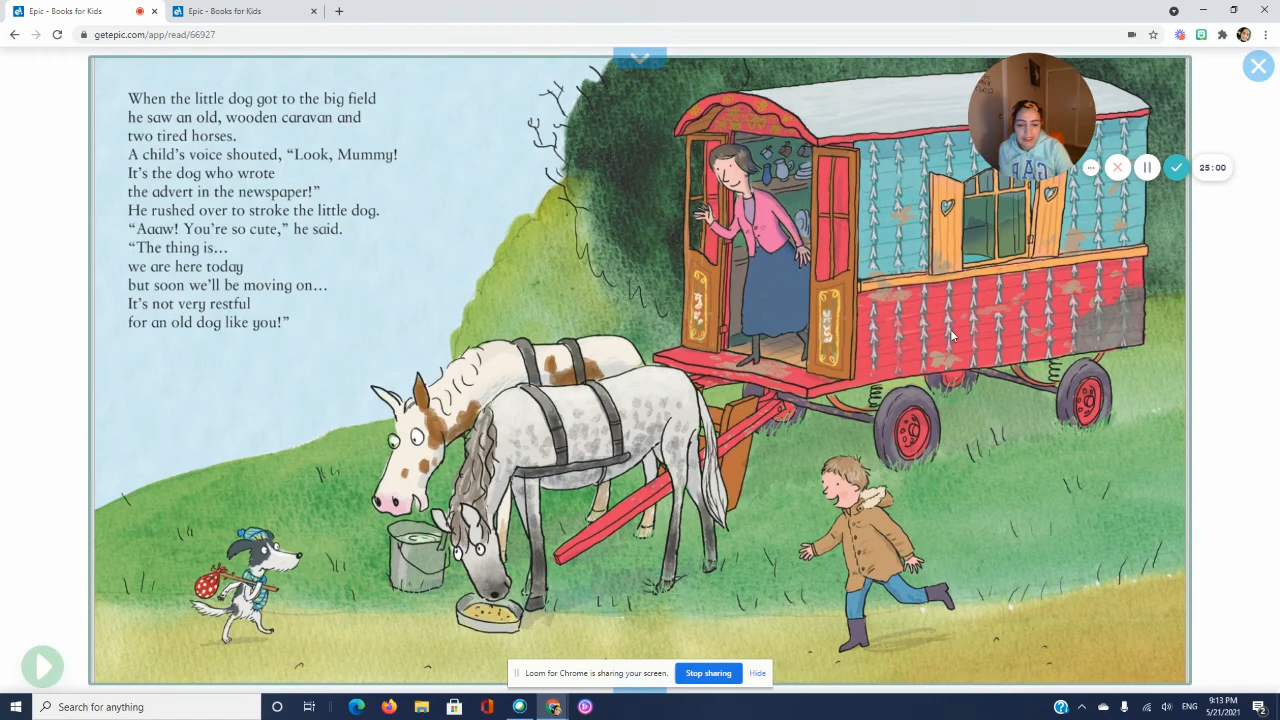 Epic - Books for Kids
Epic - Books for Kids
getepic.com/app/read/66927
When the little dog got to the big field
he saw an old, wooden caravan and
two tired horses.
A child's voice shouted, “Look, Mummy!
It's the dog who wrote
the advert in the newspaper!”
He rushed over to stroke the little dog.
“Aaaw! You're so cute,” he said.
“The thing is…
we are here today
but soon we'll be moving on…
It's not very restful
for an old dog like you!”
GAP
25:00
Loom for Chrome is sharing your screen.
Stop sharing
Hide
Search for anything
ENG
9:13 PM
5/21/2021
2